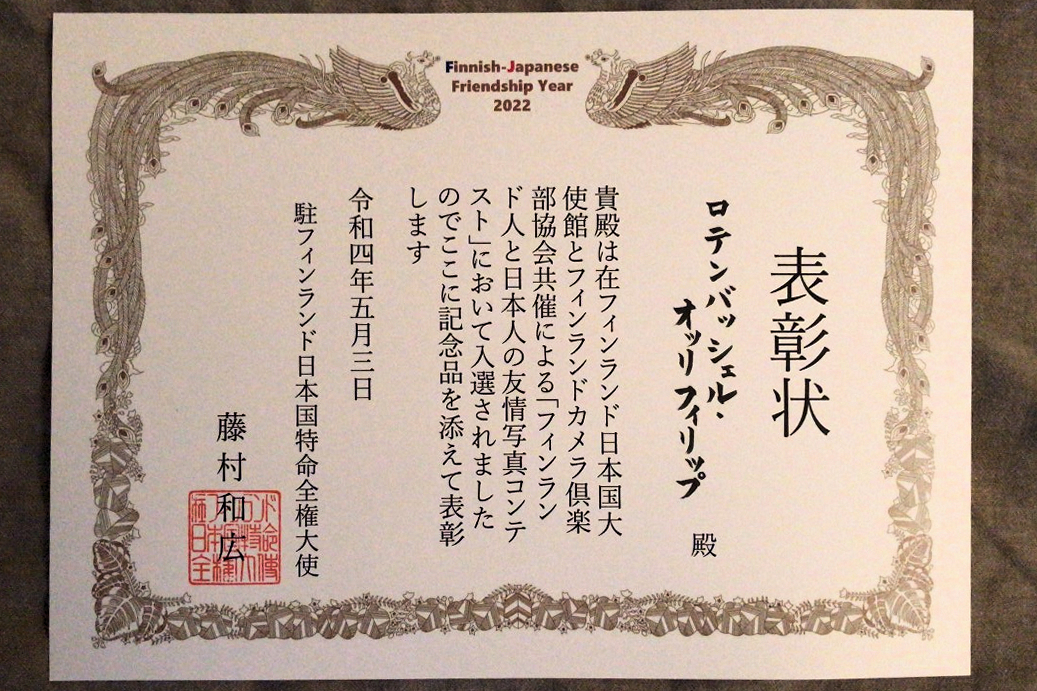 Finnish-Japanese
Friendship Year
2022
表彰状
ロテンバッシェル・
オッリ フィリップ
殿
貴殿は在フィンランド日本国大
使館とフィンランドカメラ倶楽
部協会共催による「フィンラン
ド人と日本人の友情写真コンテ
スト」において入選されました
のでここに記念品を添えて表彰
します
令和四年五月三日
駐フィンランド日本国特命全権大使
藤村和広